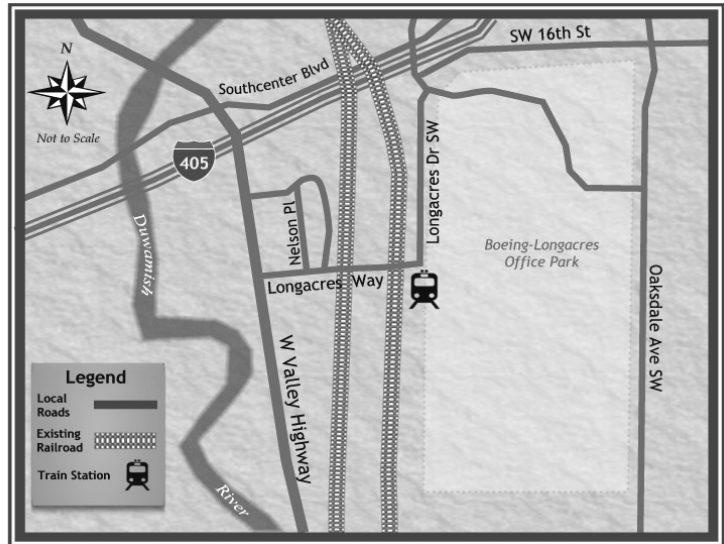 N
Not to Scale
Southcenter Blvd
SW 16th St
405
Longacres Dr SW
Nelson Pl
Duwamish
Boeing-Longacres
Office Park
Longacres Way
Oaksdale Ave SW
W Valley Highway
River
Legend
Local
Roads
Existing
Railroad
Train Station